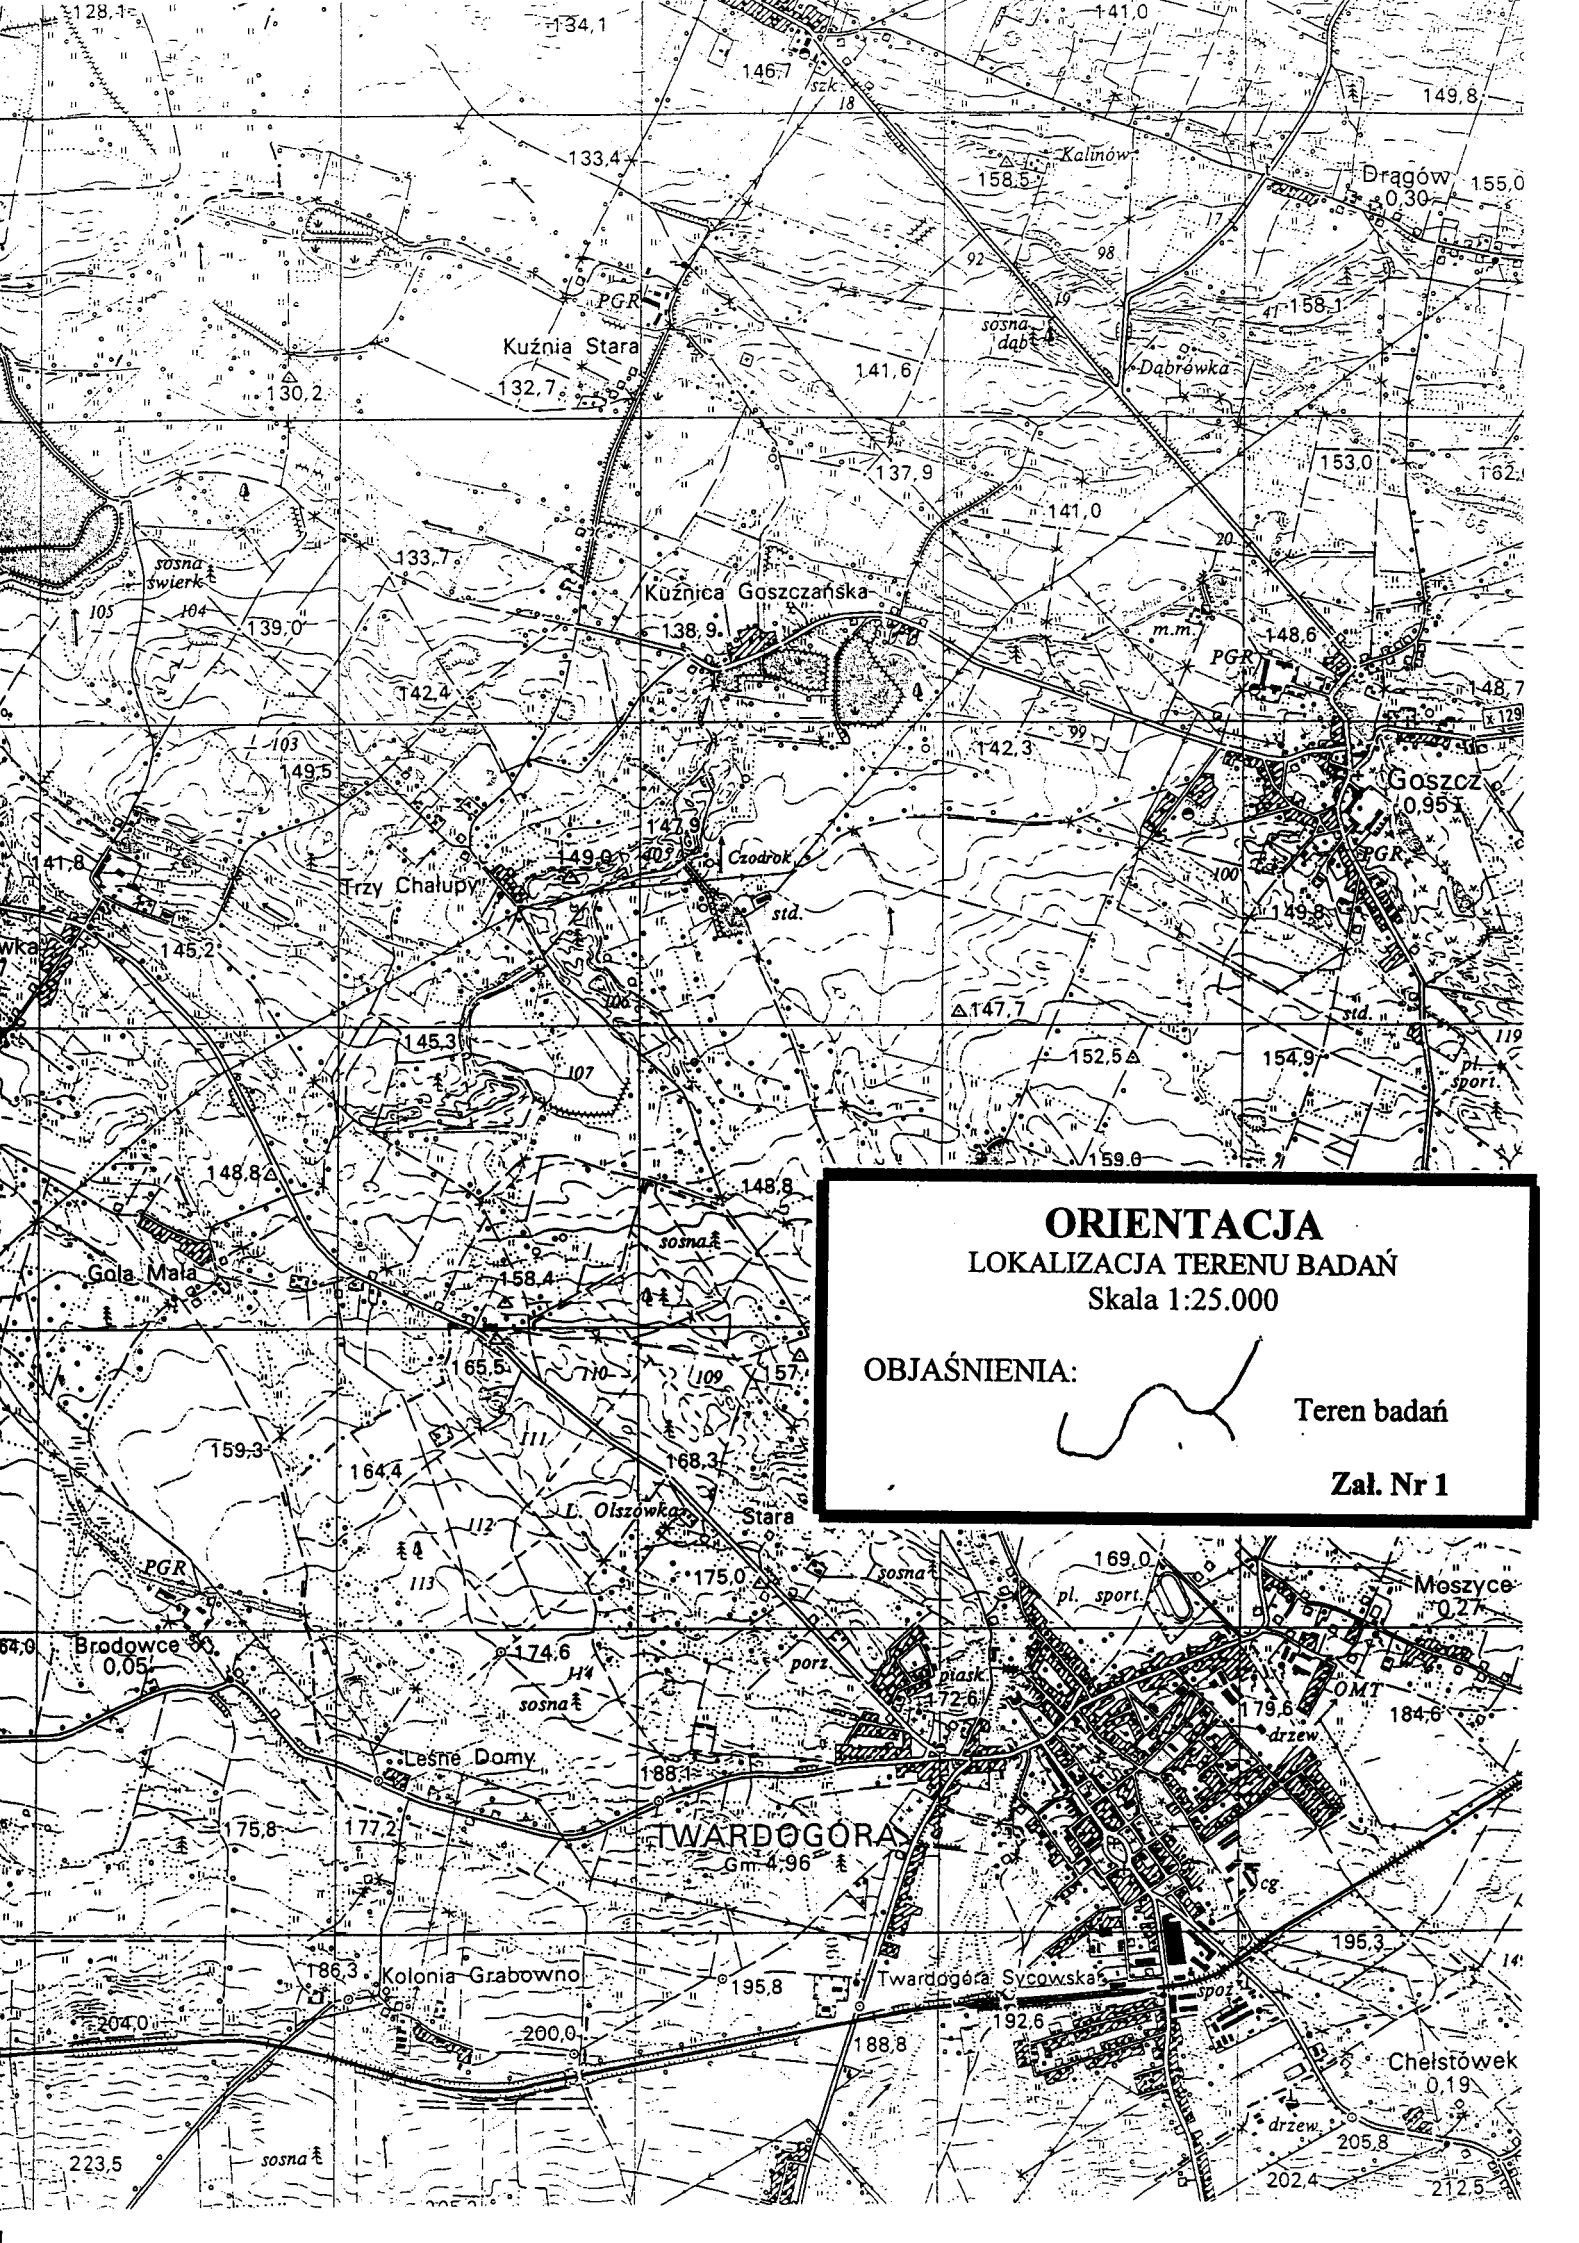 128,1
134,1
141,0
146,7
szk.
18
149,8
133,4
Kalinów
158,5
Drągów
0,30
155,0
17
92
98
PGR
19
158,1
41
sosna
dąb
Kuźnia Stara
141,6
Dąbrówka
130,2
132,7
153,0
162,
137,9
141,0
20
133,7
sosna
świerk
105
104
Kuźnica Goszczańska
139,0
138,9
m.m.
148,6
PGR
142,4
148,7
x 129
103
142,3
99
149,5
Goszcz
0,95
147,9
141,8
149,0
Czodrok
PGR
Trzy Chałupy
100
std.
149,8
wka
145,2
106
147,7
std.
119
145,3
152,5
154,9
pl.
sport.
107
159,0
148,8
148,8
sosna
Gola Mała
158,4
165,5
110
109
157
111
159,3
164,4
168,3
L. Olszówka
Stara
112
113
PGR
175,0
sosna
169,0
pl. sport.
Moszyce
0,27
64,0
Brodowce
0,05
174,6
114
porz.
piask.
sosna
172,6
179,6
OMT
184,6
drzew.
Leśne Domy
188,1
175,8
177,2
TWARDOGÓRA
Gm 4,96
cg.
195,3
186,3
Kolonia Grabowno
195,8
Twardogóra Sycowska
spoż.
14
204,0
200,0
192,6
188,8
Chełstówek
0,19
drzew.
205,8
223,5
sosna
202,4
212,5
ORIENTACJA
LOKALIZACJA TERENU BADAŃ
Skala 1:25.000
OBJAŚNIENIA:
Teren badań
Zał. Nr 1